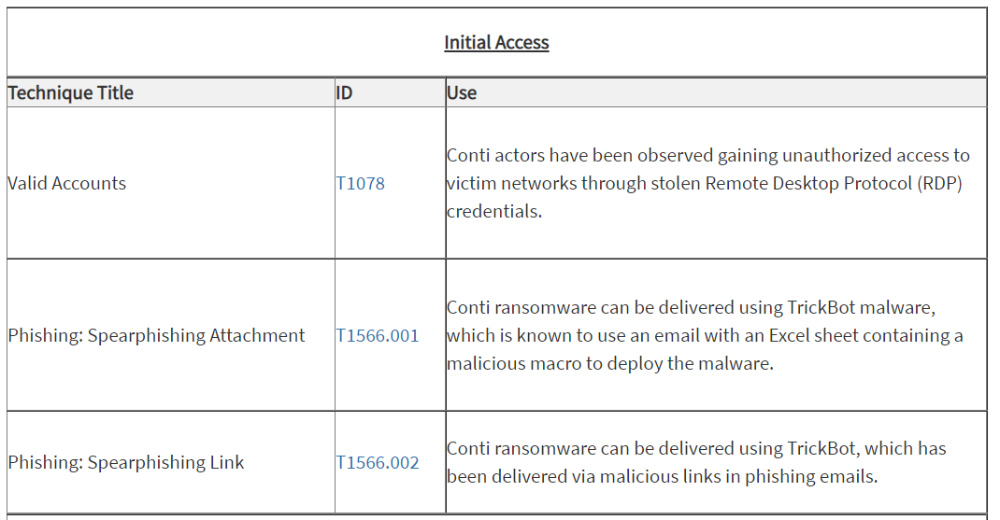 Initial Access
Technique Title ID Use
Valid Accounts T1078 Conti actors have been observed gaining unauthorized access to
victim networks through stolen Remote Desktop Protocol (RDP)
credentials.
Phishing: Spearphishing Attachment T1566.001 Conti ransomware can be delivered using TrickBot malware,
which is known to use an email with an Excel sheet containing a
malicious macro to deploy the malware.
Phishing: Spearphishing Link T1566.002 Conti ransomware can be delivered using TrickBot, which has
been delivered via malicious links in phishing emails.